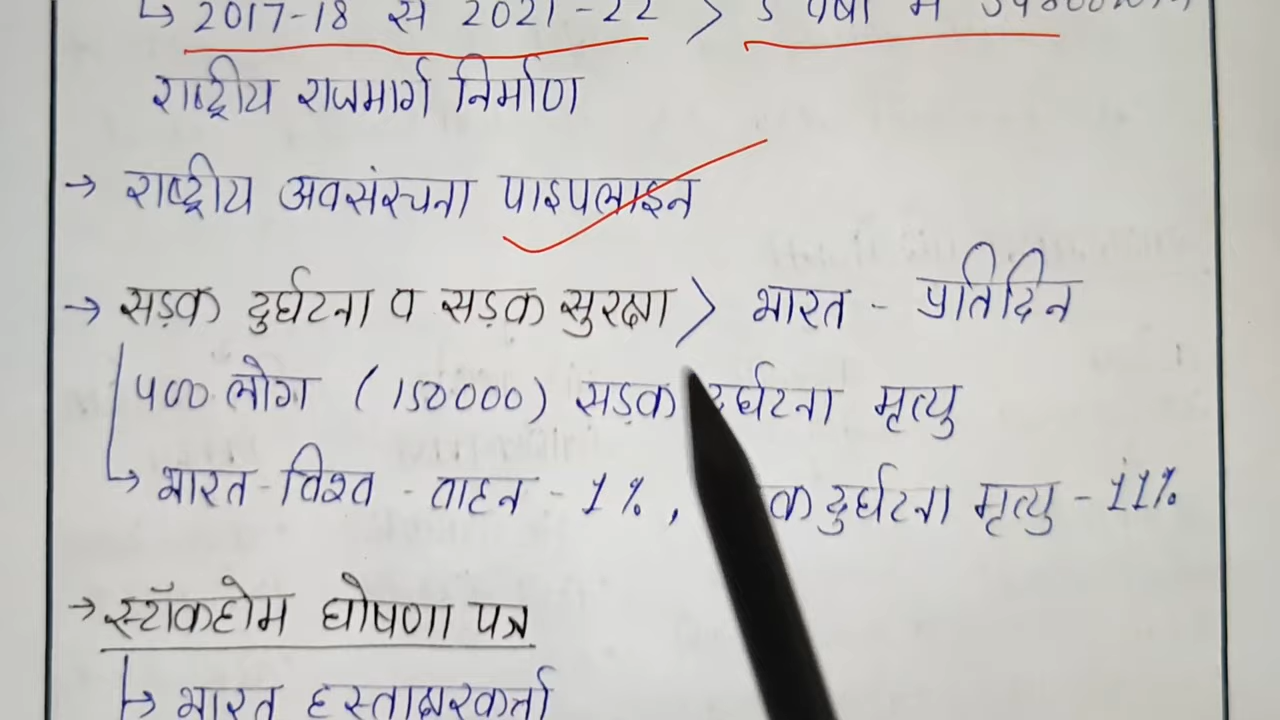 ↳ 2017-18 से 2021-22 > 5 वर्षों में
राष्ट्रीय राजमार्ग निर्माण
→ राष्ट्रीय अवसंरचना पाइपलाइन
→ सड़क दुर्घटना व सड़क सुरक्षा > भारत - प्रतिदिन
400 लोग (150000) सड़क दुर्घटना मृत्यु
↳ भारत - विश्व - वाहन - 1%, दुर्घटना मृत्यु - 11%
→ स्टॉकहोम घोषणा पत्र
↳ भारत हस्ताक्षरकर्ता